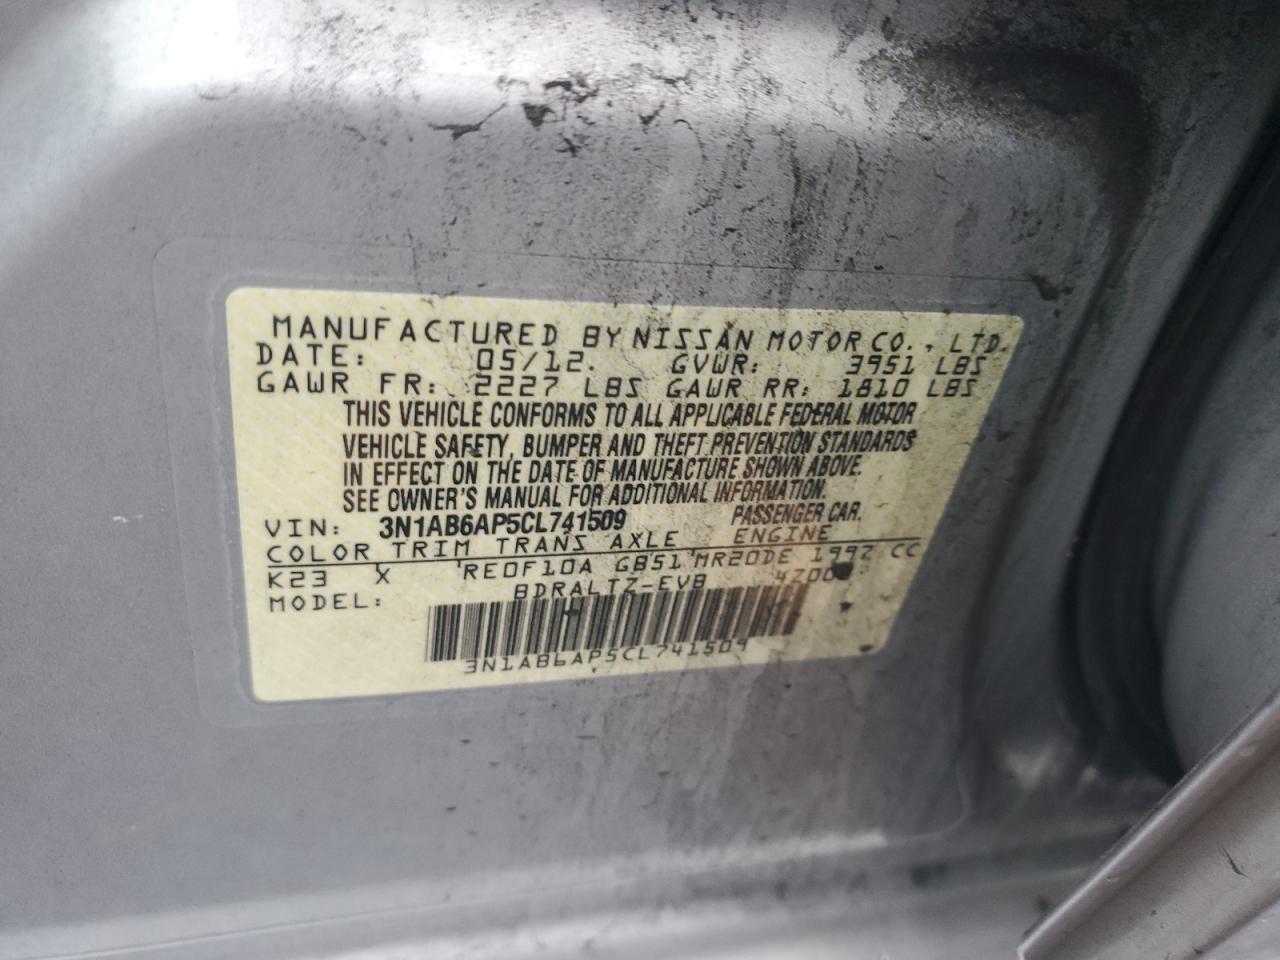 MANUFACTURED BY NISSAN MOTOR CO., LTD.
DATE: 05/12. GVWR: 3951 LBS
GAWR FR: 2227 LBS GAWR RR: 1810 LBS
THIS VEHICLE CONFORMS TO ALL APPLICABLE FEDERAL MOTOR
VEHICLE SAFETY, BUMPER AND THEFT PREVENTION STANDARDS
IN EFFECT ON THE DATE OF MANUFACTURE SHOWN ABOVE.
SEE OWNER'S MANUAL FOR ADDITIONAL INFORMATION.
VIN: 3N1AB6AP5CL741509 PASSENGER CAR.
COLOR TRIM TRANS AXLE ENGINE
K23 X RE0F10A GB51 MR20DE 1997 CC
MODEL: BDRALTZ-EVB
3N1AB6AP5CL741509